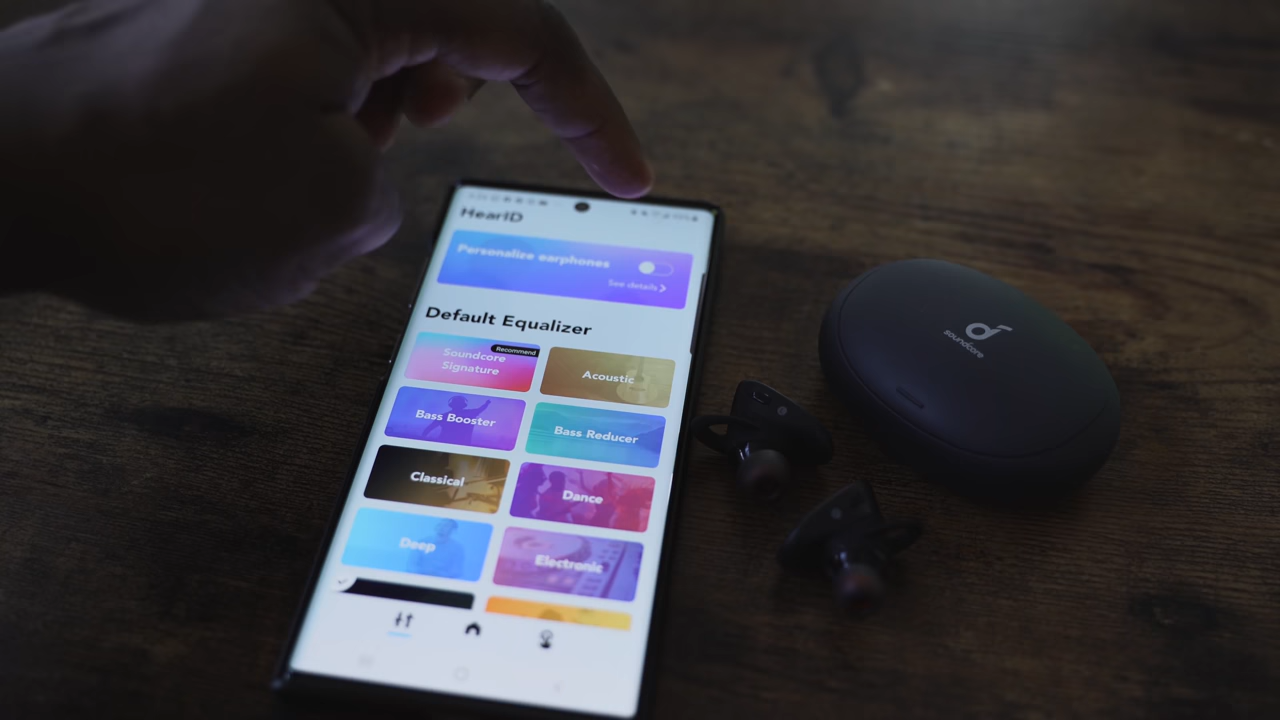 HearID
Personalize earphones
See details
Default Equalizer
Recommend
Soundcore
Signature
Acoustic
Bass Booster
Bass Reducer
Classical
Dance
Deep
Electronic
soundcore